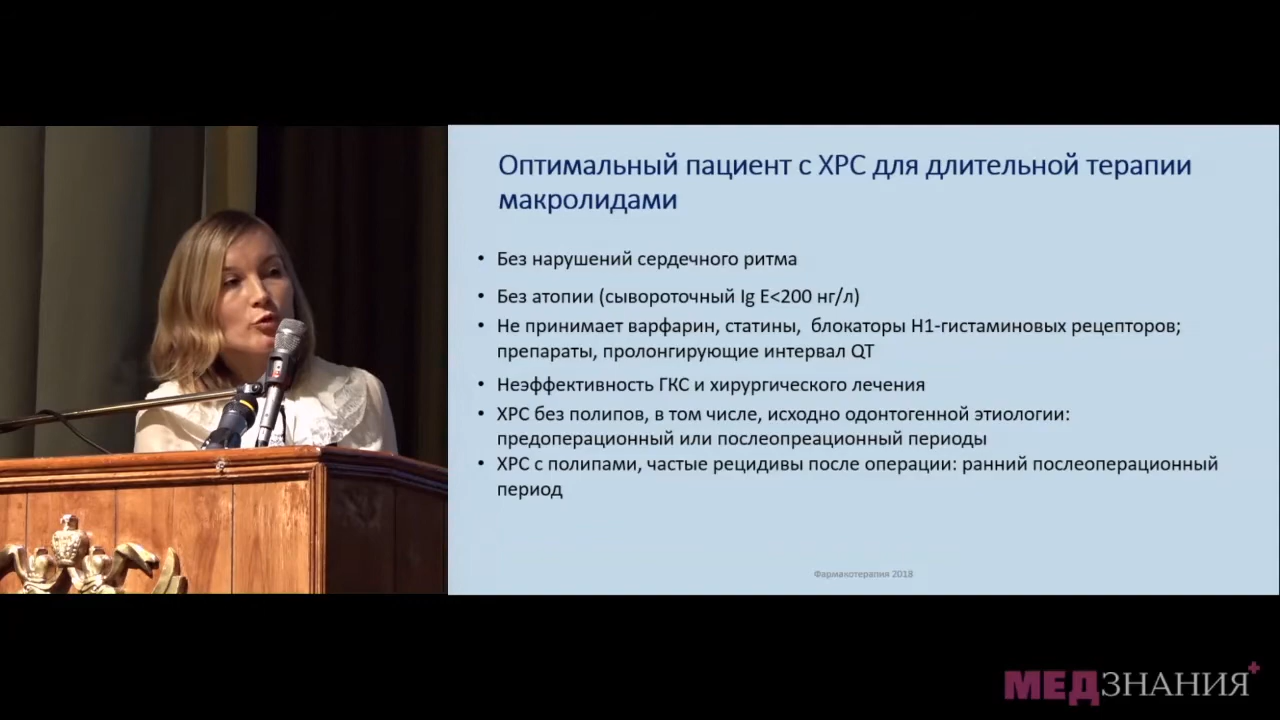 Оптимальный пациент с ХРС для длительной терапии
макролидами
• Без нарушений сердечного ритма
• Без атопии (сывороточный Ig E<200 нг/л)
• Не принимает варфарин, статины, блокаторы Н1-гистаминовых рецепторов;
препараты, пролонгирующие интервал QT
• Неэффективность ГКС и хирургического лечения
• ХРС без полипов, в том числе, исходно одонтогенной этиологии:
предоперационный или послеопреационный периоды
• ХРС с полипами, частые рецидивы после операции: ранний послеоперационный
период
Фармакотерапия 2018
МЕДЗНАНИЯ+